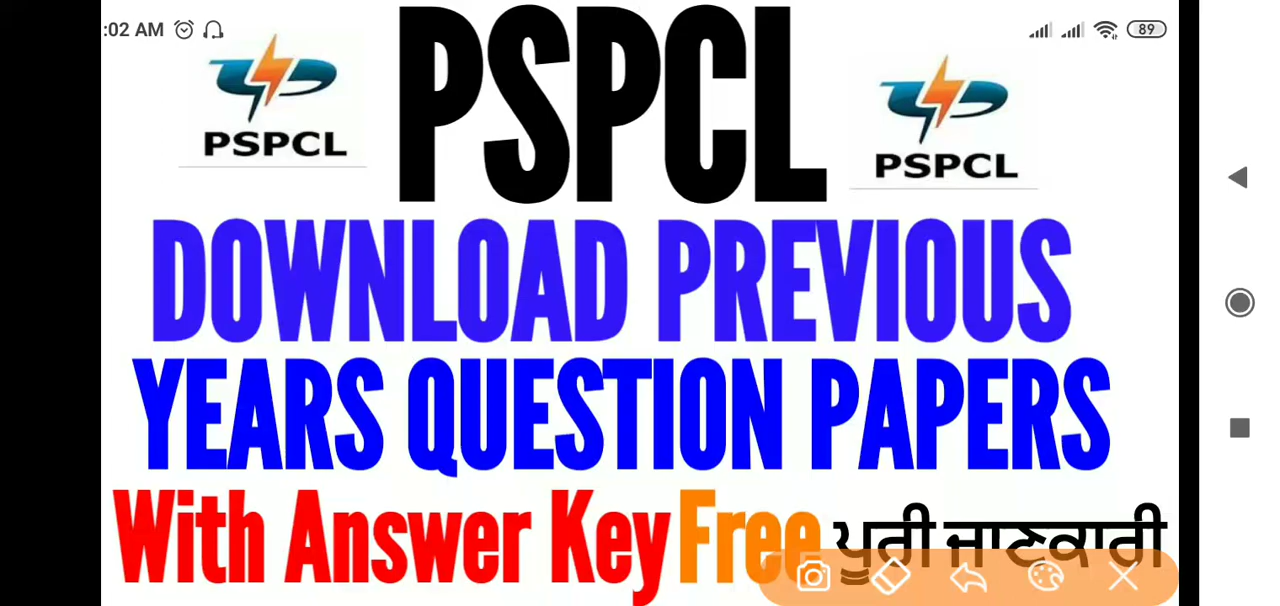 :02 AM 89
PSPCL PSPCL PSPCL
DOWNLOAD PREVIOUS
YEARS QUESTION PAPERS
With Answer Key Free ਪੂਰੀ ਜਾਣਕਾਰੀ